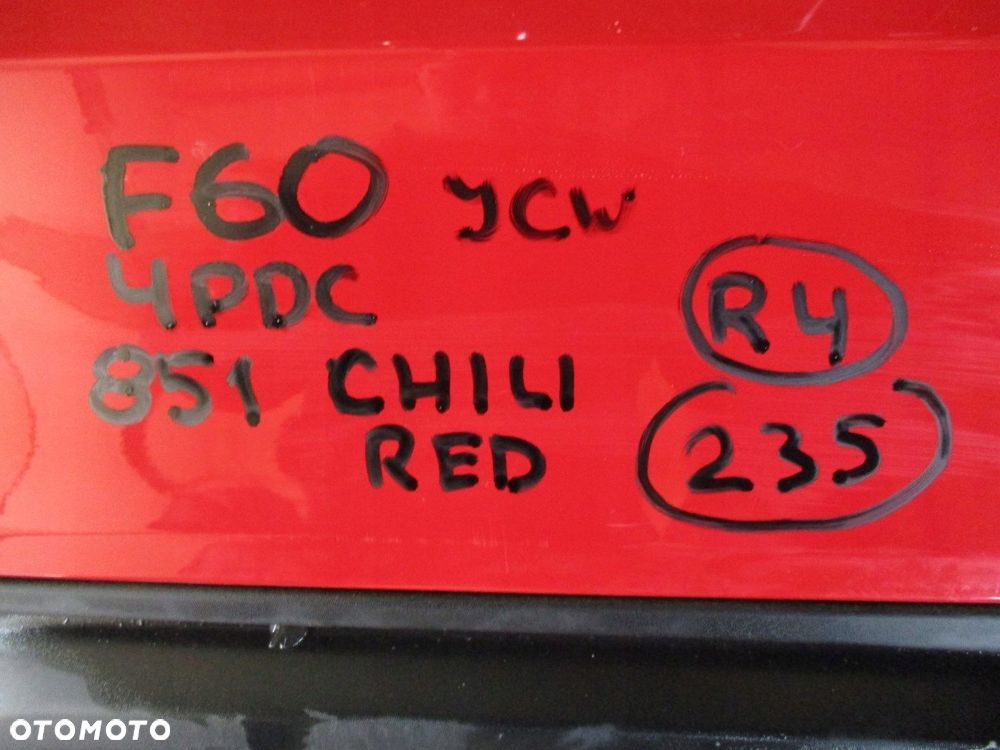 F60 JCW
4PDC
R4
851 CHILI
RED
235
OTOMOTO